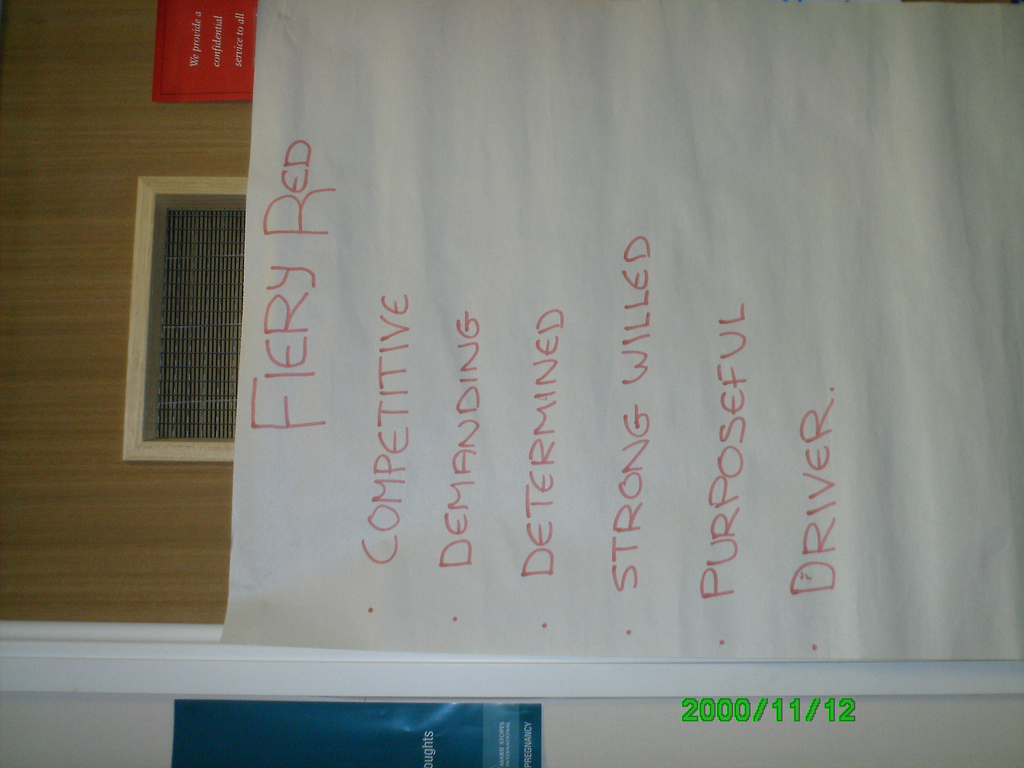 We provide a
confidential
service to all
FIERY RED
· COMPETITIVE
· DEMANDING
· DETERMINED
· STRONG WILLED
· PURPOSEFUL
· DRIVER.
oughts
MARIE STOPES
INTERNATIONAL
PREGNANCY
2000/11/12